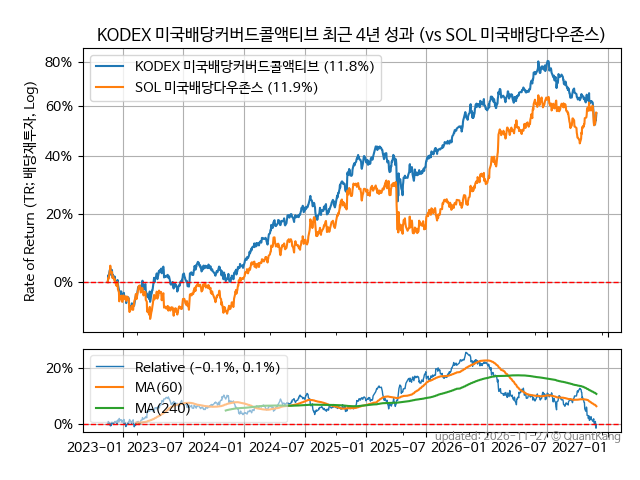 KODEX 미국배당커버드콜액티브 최근 4년 성과 (vs SOL 미국배당다우존스)
Rate of Return (TR: 배당재투자, Log)
80%
60%
40%
20%
0%
KODEX 미국배당커버드콜액티브 (11.8%)
SOL 미국배당다우존스 (11.9%)
20%
0%
Relative (−0.1%, 0.1%)
MA(60)
MA(240)
2023−01 2023−07 2024−01 2024−07 2025−01 2025−07 2026−01 2026−07 2027−01
updated: 2026−11−27 © QuantKang